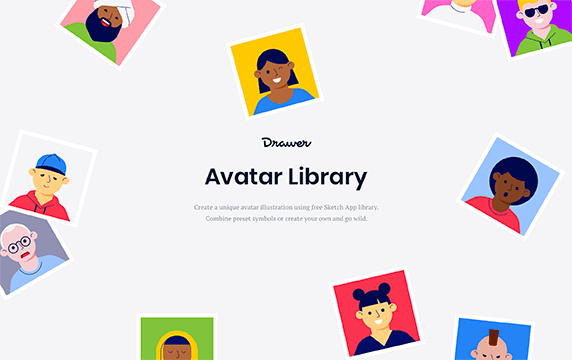 Drawer
Avatar Library
Create a unique avatar illustration using free Sketch App library.
Combine preset symbols or create your own and go wild.